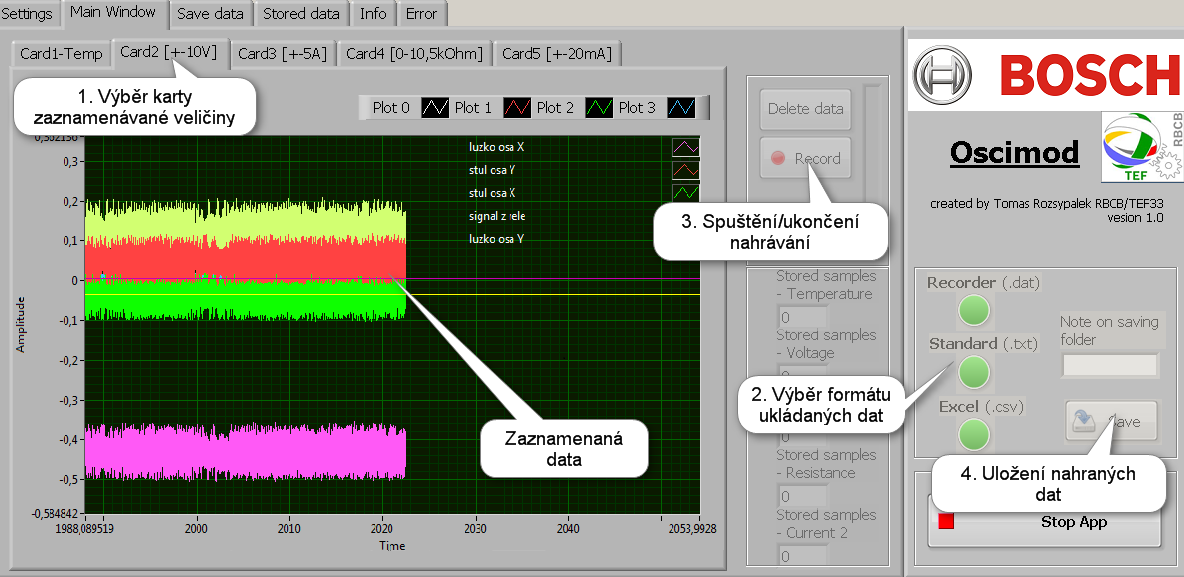 Settings
Main Window
Save data
Stored data
Info
Error
Card1-Temp
Card2 [+-10V]
Card3 [+-5A]
Card4 [0-10,5kOhm]
Card5 [+-20mA]
1. Výběr karty
zaznamenávané veličiny
Plot 0
Plot 1
Plot 2
Plot 3
luzko osa X
stul osa Y
stul osa X
luzko osa Y
0,3
0,2
0,1
0
-0,1
-0,2
-0,3
-0,4
-0,5
-0,584842
Amplitude
1988,089519
2000
2010
2020
2030
2040
2053,9928
Time
Zaznamenaná
data
Delete data
Record
3. Spuštění/ukončení
nahrávání
Stored samples
- Temperature
0
Stored samples
- Voltage
2. Výběr formátu
ukládaných dat
0
Stored samples
- Resistance
0
Stored samples
- Current 2
0
BOSCH
Oscimod
TEF
RBCB
created by Tomas Rozsypalek RBCB/TEF33
vesion 1.0
Recorder (.dat)
Standard (.txt)
Excel (.csv)
Note on saving
folder
4. Uložení nahraných
dat
Stop App